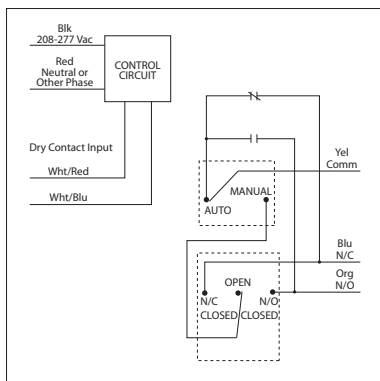 Blk
208-277 Vac
Red
Neutral or
Other Phase
CONTROL
CIRCUIT
Dry Contact Input
Wht/Red
Wht/Blu
Yel
Comm
MANUAL
AUTO
Blu
N/C
Org
N/O
OPEN
N/C
N/O
CLOSED
CLOSED